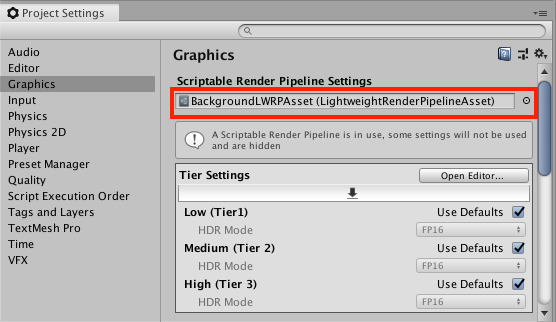 Project Settings
Audio
Editor
Graphics
Input
Physics
Physics 2D
Player
Preset Manager
Quality
Script Execution Order
Tags and Layers
TextMesh Pro
Time
VFX
Graphics
Scriptable Render Pipeline Settings
BackgroundLWRPAsset (LightweightRenderPipelineAsset)
A Scriptable Render Pipeline is in use, some settings will not be used
and are hidden
Tier Settings
Open Editor...
Low (Tier1)
Use Defaults
HDR Mode
FP16
Medium (Tier 2)
Use Defaults
HDR Mode
FP16
High (Tier 3)
Use Defaults
HDR Mode
FP16